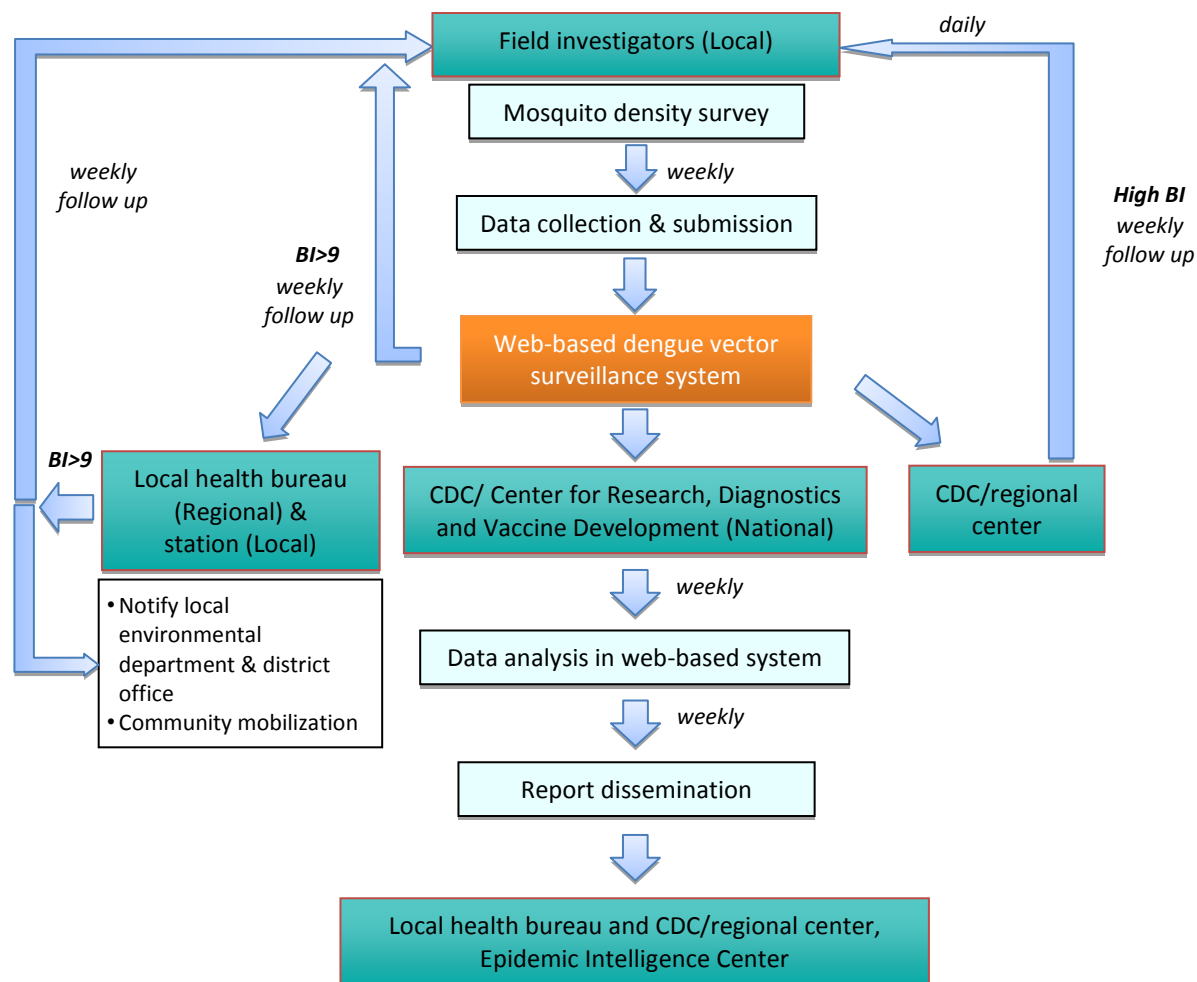 Field investigators (Local)
daily
Mosquito density survey
weekly
weekly
follow up
Data collection & submission
High BI
weekly
follow up
BI>9
weekly
follow up
Web-based dengue vector
surveillance system
BI>9
Local health bureau
(Regional) &
station (Local)
CDC/ Center for Research, Diagnostics
and Vaccine Development (National)
CDC/regional
center
weekly
• Notify local
environmental
department & district
office
• Community mobilization
Data analysis in web-based system
weekly
Report dissemination
Local health bureau and CDC/regional center,
Epidemic Intelligence Center